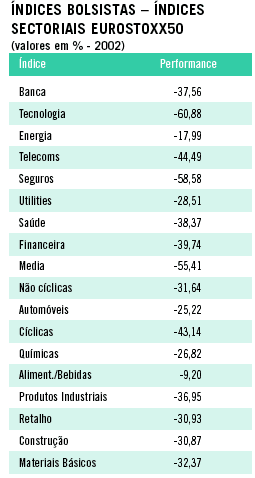 ÍNDICES BOLSISTAS – ÍNDICES
SECTORIAIS EUROSTOXX50
(valores em % - 2002)
Índice Performance
Banca -37,56
Tecnologia -60,88
Energia -17,99
Telecoms -44,49
Seguros -58,58
Utilities -28,51
Saúde -38,37
Financeira -39,74
Media -55,41
Não cíclicas -31,64
Automóveis -25,22
Cíclicas -43,14
Químicas -26,82
Aliment./Bebidas -9,20
Produtos Industriais -36,95
Retalho -30,93
Construção -30,87
Materiais Básicos -32,37